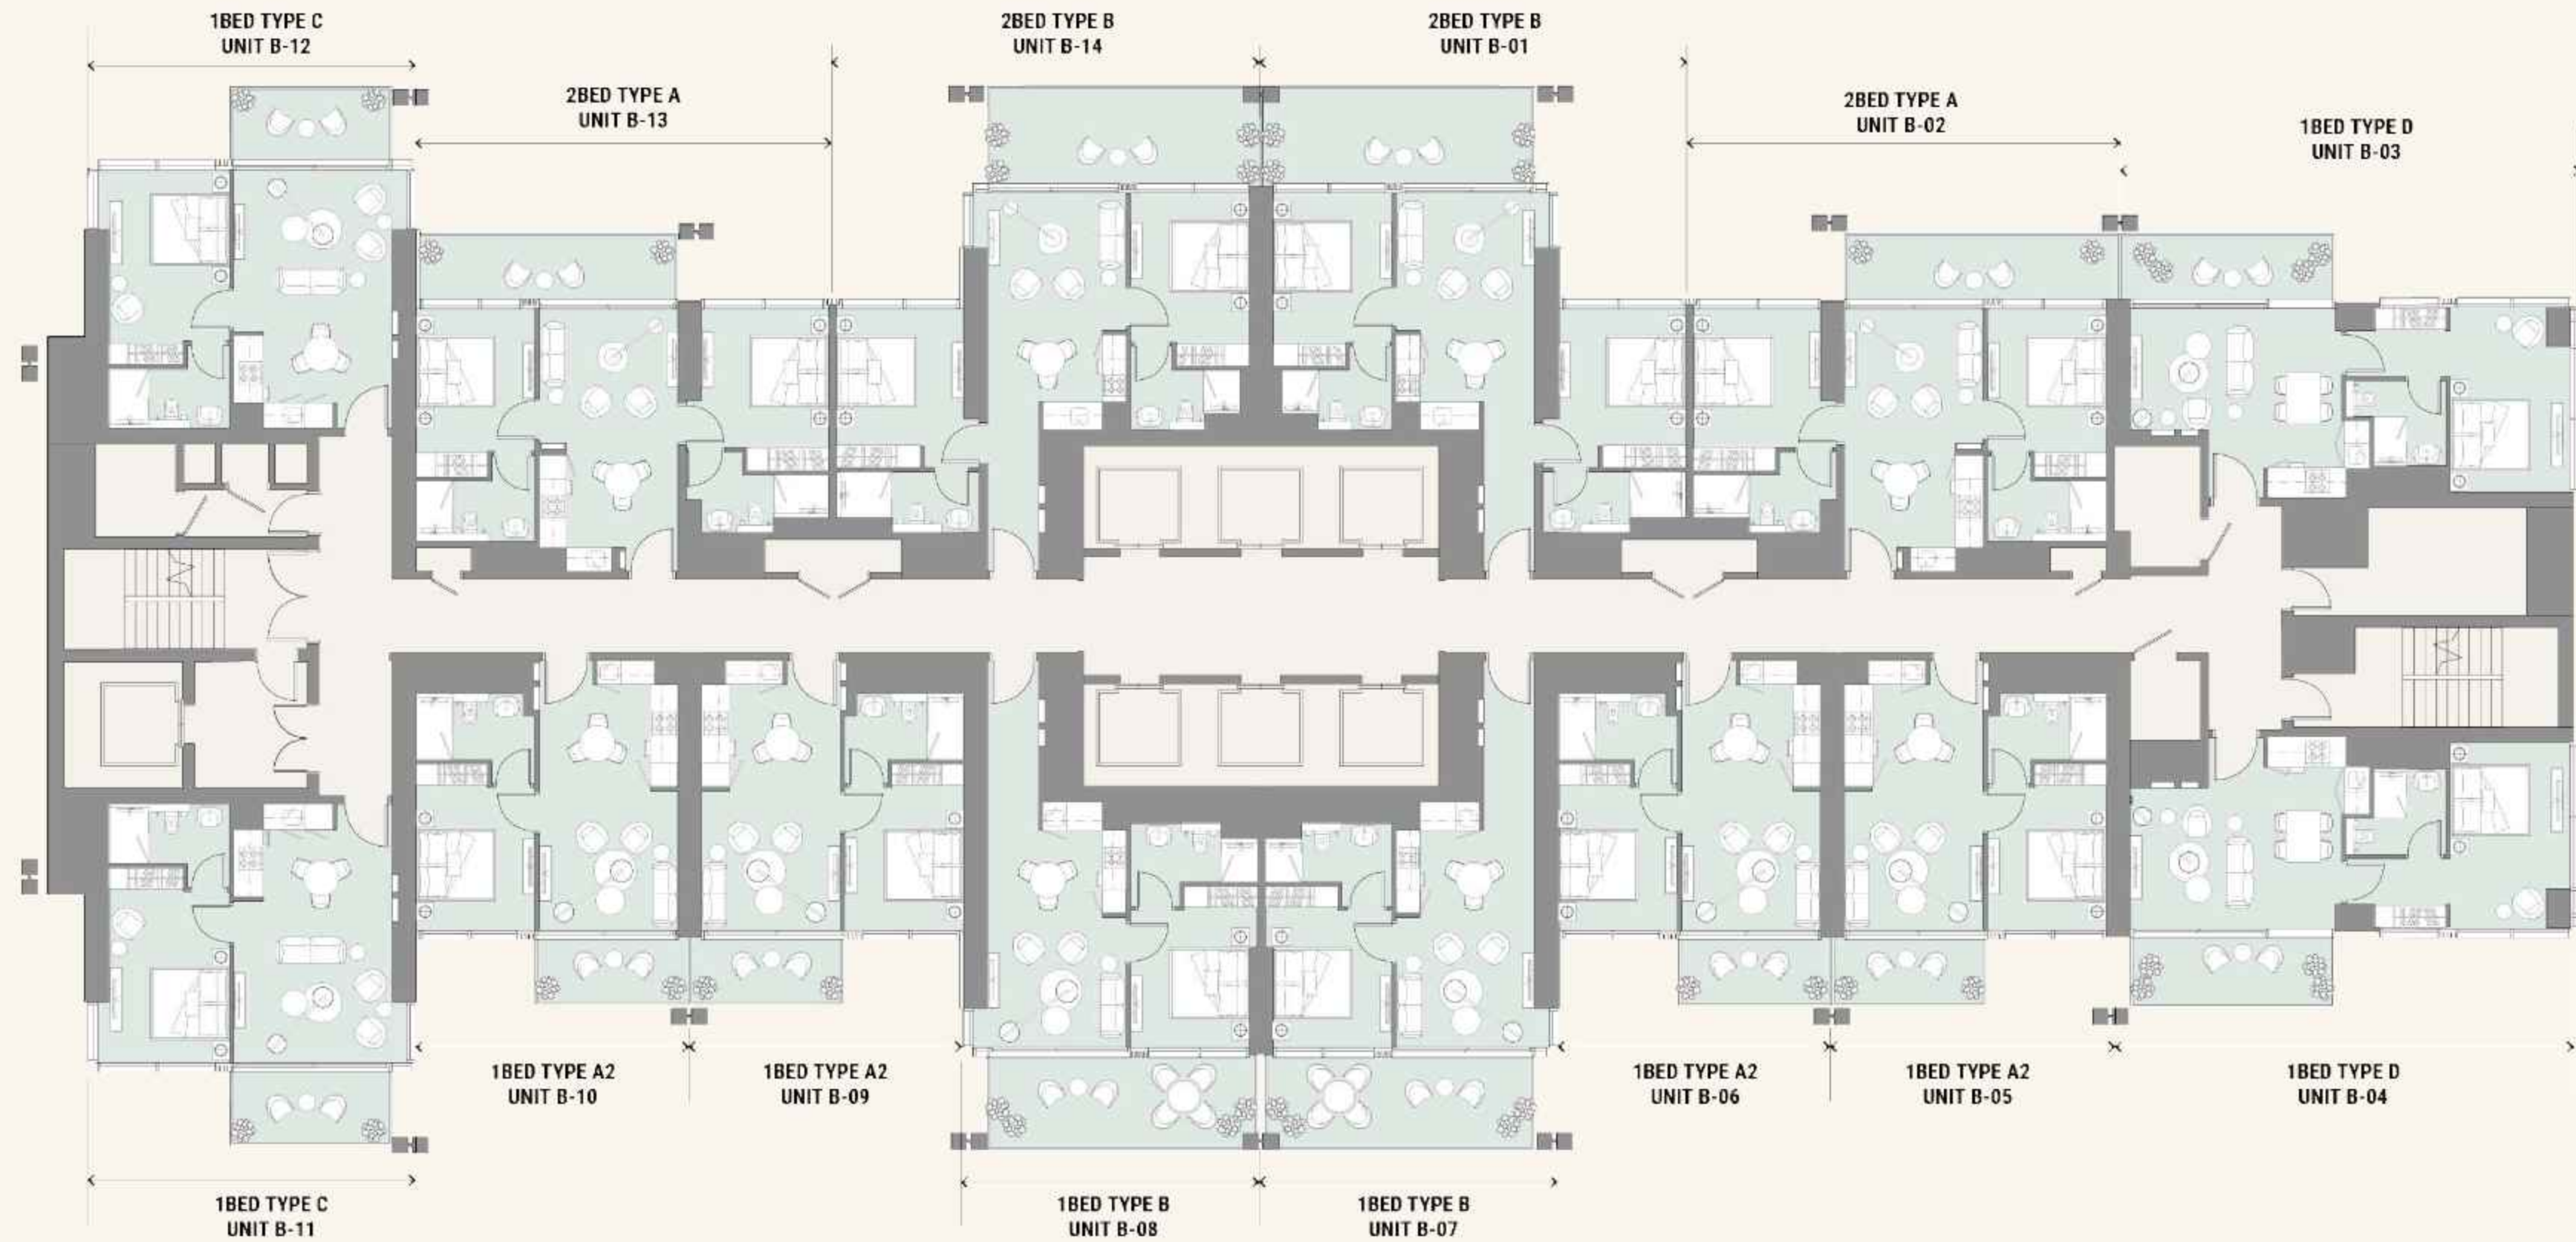 1BED TYPE C
UNIT B-12
2BED TYPE A
UNIT B-13
2BED TYPE B
UNIT B-14
2BED TYPE B
UNIT B-01
2BED TYPE A
UNIT B-02
1BED TYPE D
UNIT B-03
1BED TYPE A2
UNIT B-10
1BED TYPE A2
UNIT B-09
1BED TYPE A2
UNIT B-06
1BED TYPE A2
UNIT B-05
1BED TYPE D
UNIT B-04
1BED TYPE C
UNIT B-11
1BED TYPE B
UNIT B-08
1BED TYPE B
UNIT B-07